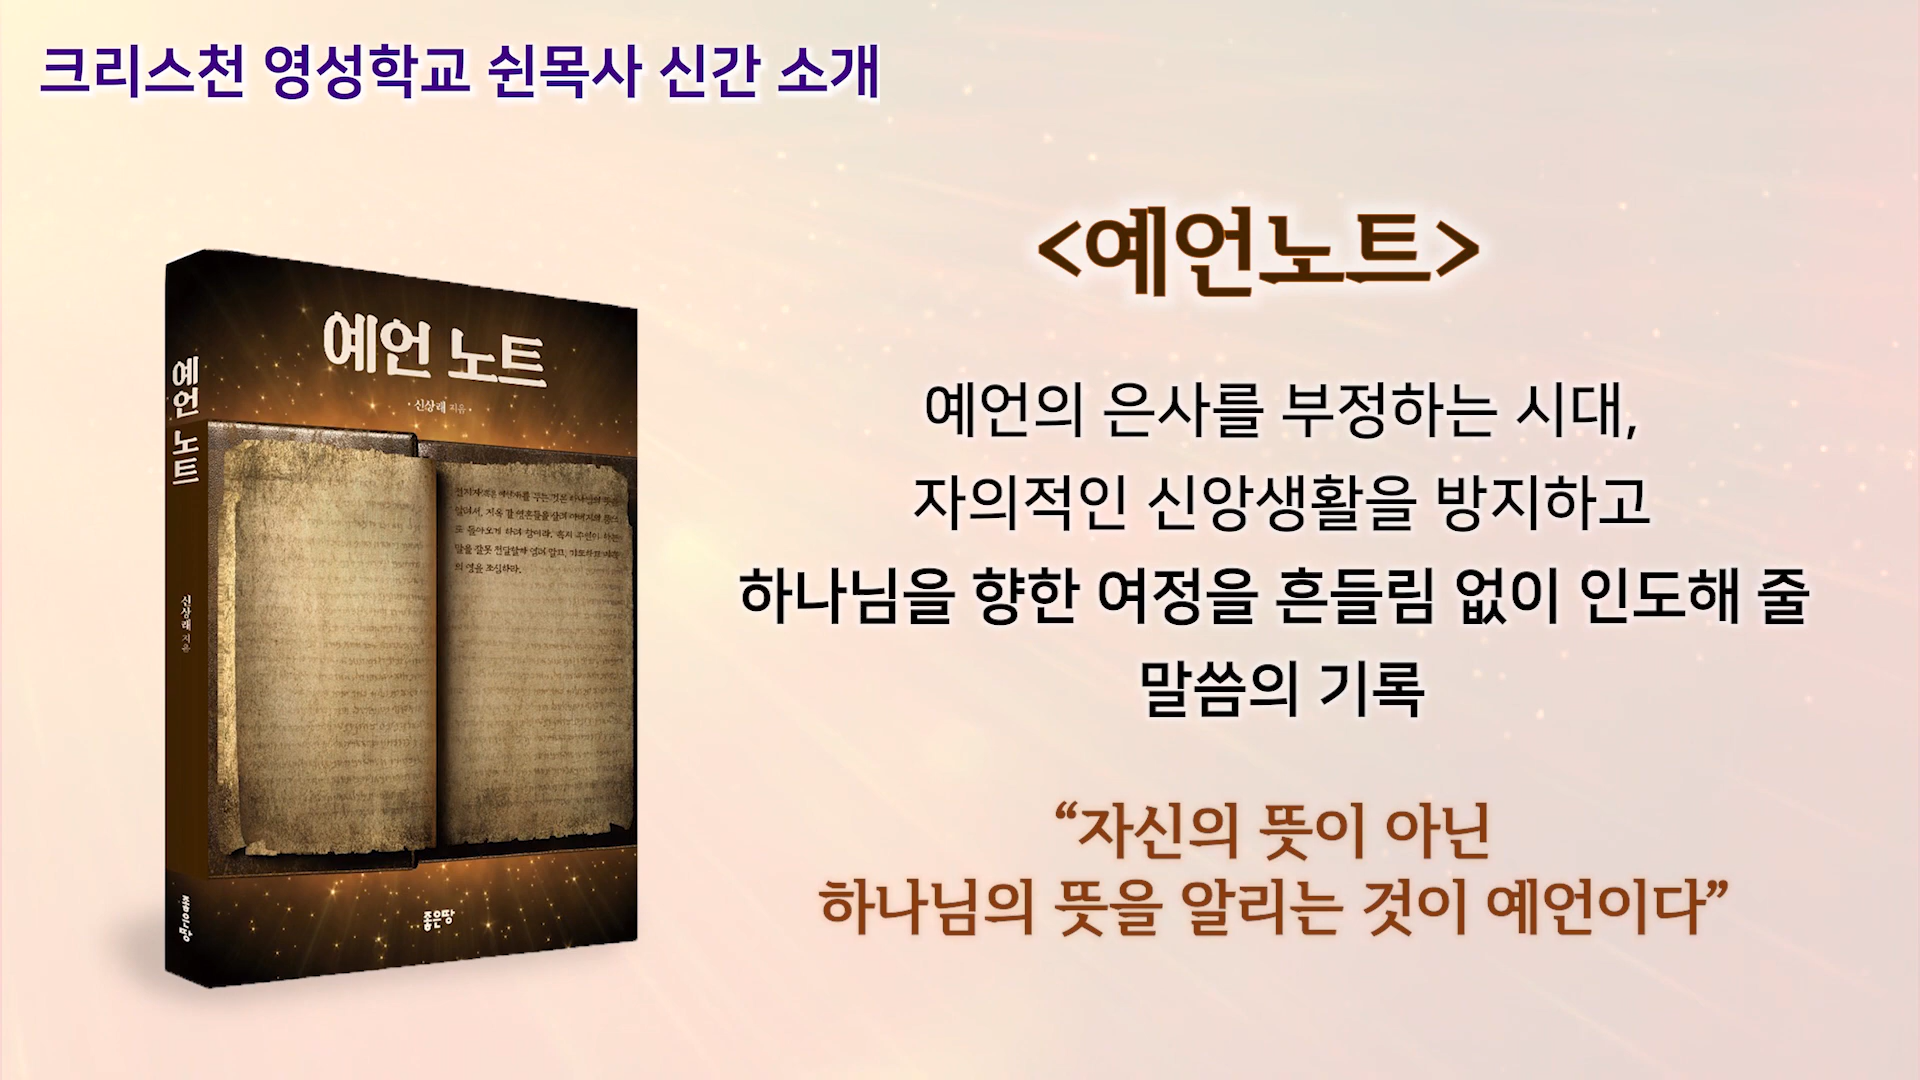 크리스천 영성학교 쉰목사 신간 소개
<예언노트>
예언 노트
· 신상래 지음 ·
예언 노트
신상래 지음
좋은땅
좋은땅
예언의 은사를 부정하는 시대,
자의적인 신앙생활을 방지하고
하나님을 향한 여정을 흔들림 없이 인도해 줄
말씀의 기록
“자신의 뜻이 아닌
하나님의 뜻을 알리는 것이 예언이다”